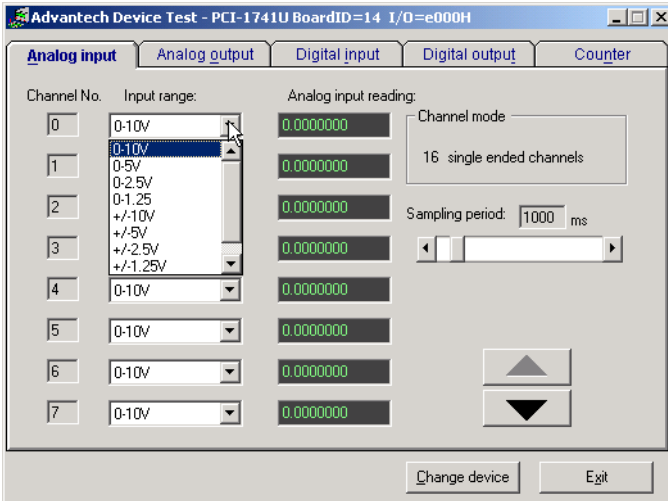 Advantech Device Test - PCI-1741U BoardID=14 I/O=e000H
Analog input
Analog output
Digital input
Digital output
Counter
Channel No.
Input range:
Analog input reading:
0
0-10V
0.0000000
0-10V
0-5V
0-2.5V
0-1.25
+/-10V
+/-5V
+/-2.5V
+/-1.25V
1
0.0000000
2
0.0000000
3
0.0000000
4
0-10V
0.0000000
5
0-10V
0.0000000
6
0-10V
0.0000000
7
0-10V
0.0000000
Channel mode
16 single ended channels
Sampling period:
1000
ms
Change device
Exit